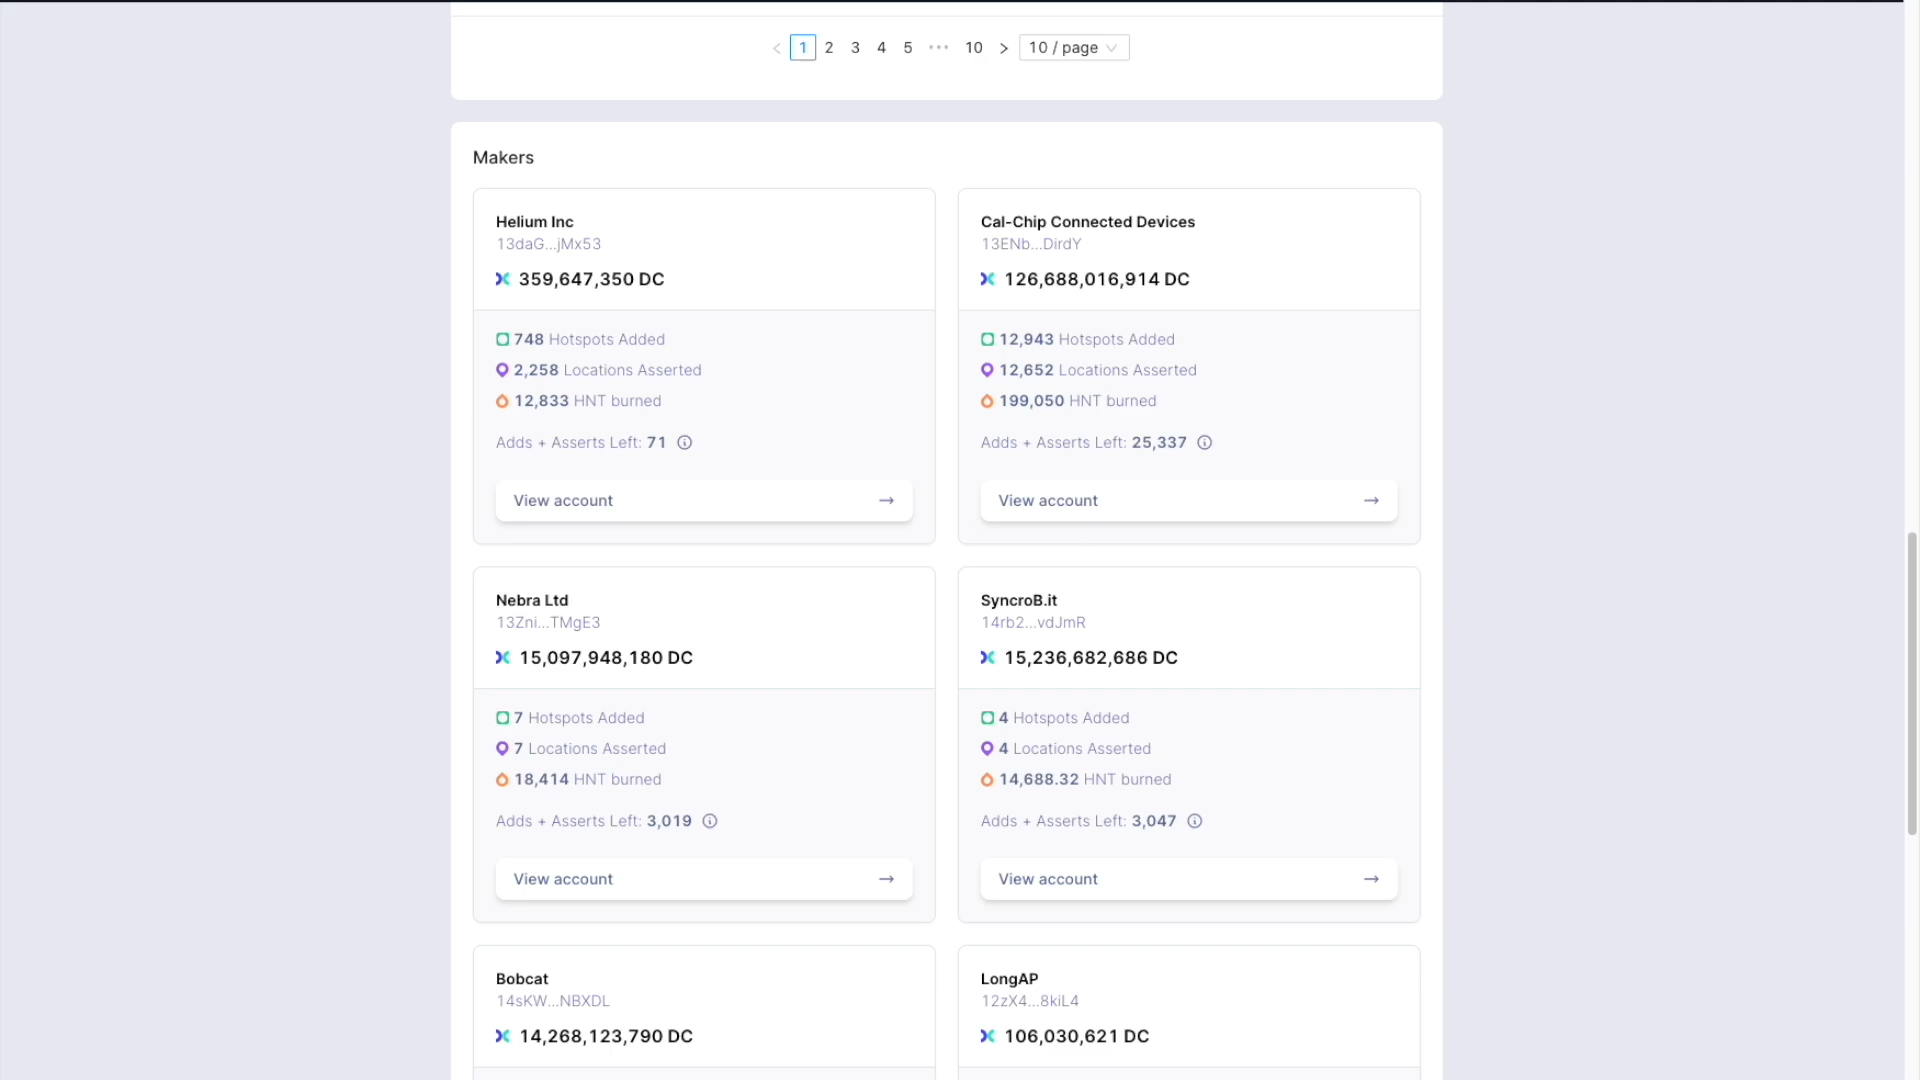 1 2 3 4 5 ••• 10 10 / page
Makers
Helium Inc
13daG...jMx53
359,647,350 DC
748 Hotspots Added
2,258 Locations Asserted
12,833 HNT burned
Adds + Asserts Left: 71
View account
Cal-Chip Connected Devices
13ENb...DirdY
126,688,016,914 DC
12,943 Hotspots Added
12,652 Locations Asserted
199,050 HNT burned
Adds + Asserts Left: 25,337
View account
Nebra Ltd
13Zni...TMgE3
15,097,948,180 DC
7 Hotspots Added
7 Locations Asserted
18,414 HNT burned
Adds + Asserts Left: 3,019
View account
SyncroB.it
14rb2...vdJmR
15,236,682,686 DC
4 Hotspots Added
4 Locations Asserted
14,688.32 HNT burned
Adds + Asserts Left: 3,047
View account
Bobcat
14sKW...NBXDL
14,268,123,790 DC
LongAP
12zX4...8kiL4
106,030,621 DC